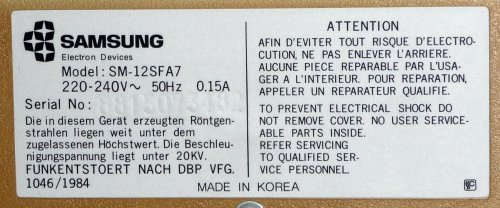 SAMSUNG
Electron Devices
Model: SM-12SFA7
220-240V~ 50Hz 0.15A
Serial No:
Die in diesem Gerät erzeugten Röntgen-
strahlen liegen weit unter dem
zugelassenen Höchstwert. Die Beschleu-
nigungspannung liegt unter 20KV.
FUNKENTSTOERT NACH DBP VFG.
1046/1984
ATTENTION
AFIN D'EVITER TOUT RISQUE D'ELECTRO-
CUTION, NE PAS ENLEVER L'ARRIERE.
AUCUNE PIECE REPARABLE PAR L'USA-
GER A L'INTERIEUR. POUR REPARATION,
APPELER UN REPARATEUR QUALIFIE.
TO PREVENT ELECTRICAL SHOCK DO
NOT REMOVE COVER. NO USER SERVICE-
ABLE PARTS INSIDE.
REFER SERVICING
TO QUALIFIED SER-
VICE PERSONNEL.
MADE IN KOREA